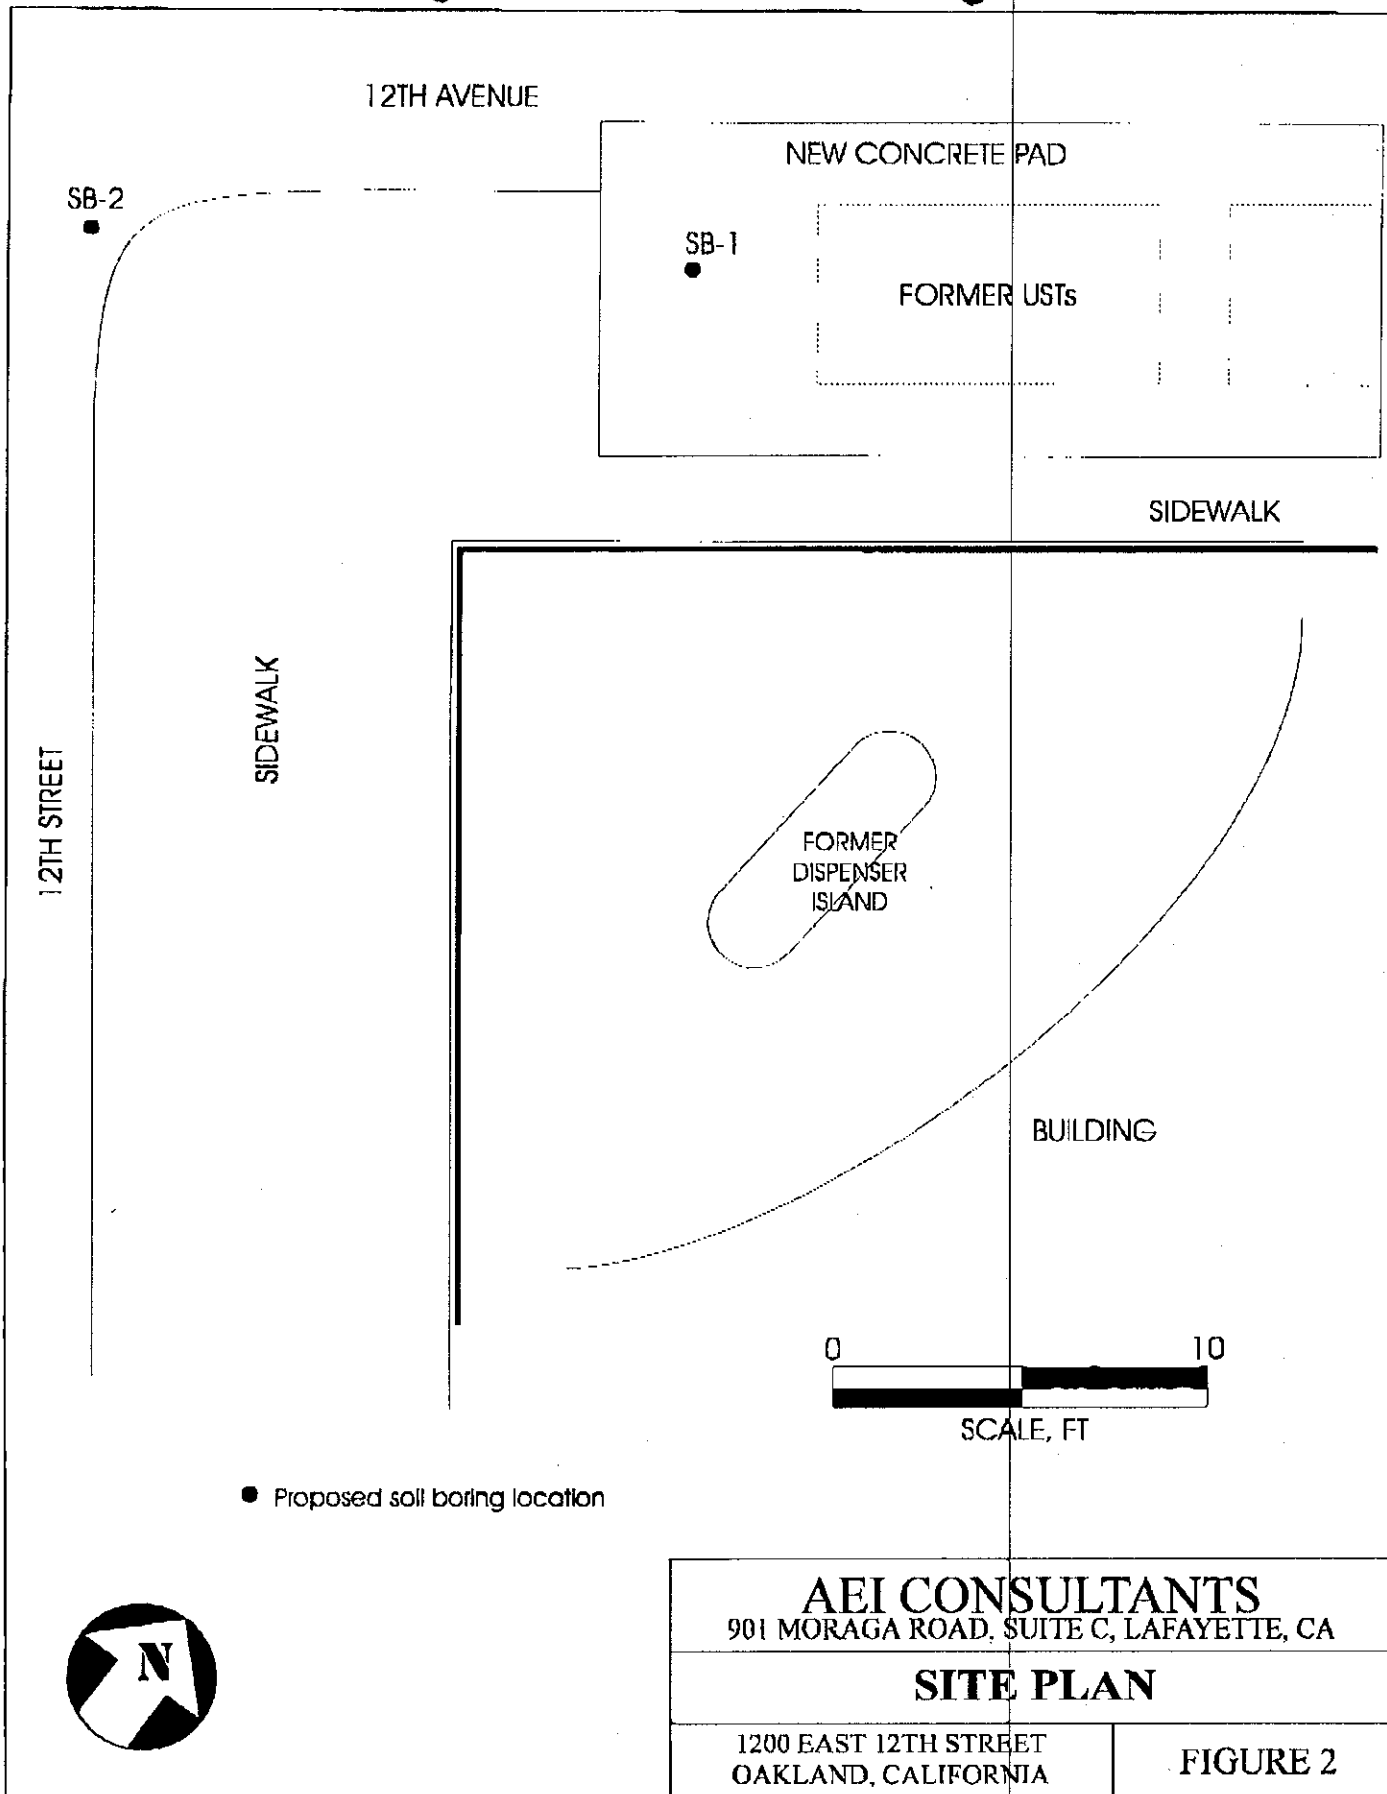 12TH AVENUE
NEW CONCRETE PAD
SB-2
SB-1
FORMER USTs
SIDEWALK
SIDEWALK
12TH STREET
FORMER
DISPENSER
ISLAND
BUILDING
0 10
SCALE, FT
Proposed soil boring location
N
AEI CONSULTANTS
901 MORAGA ROAD, SUITE C, LAFAYETTE, CA
SITE PLAN
1200 EAST 12TH STREET
OAKLAND, CALIFORNIA
FIGURE 2